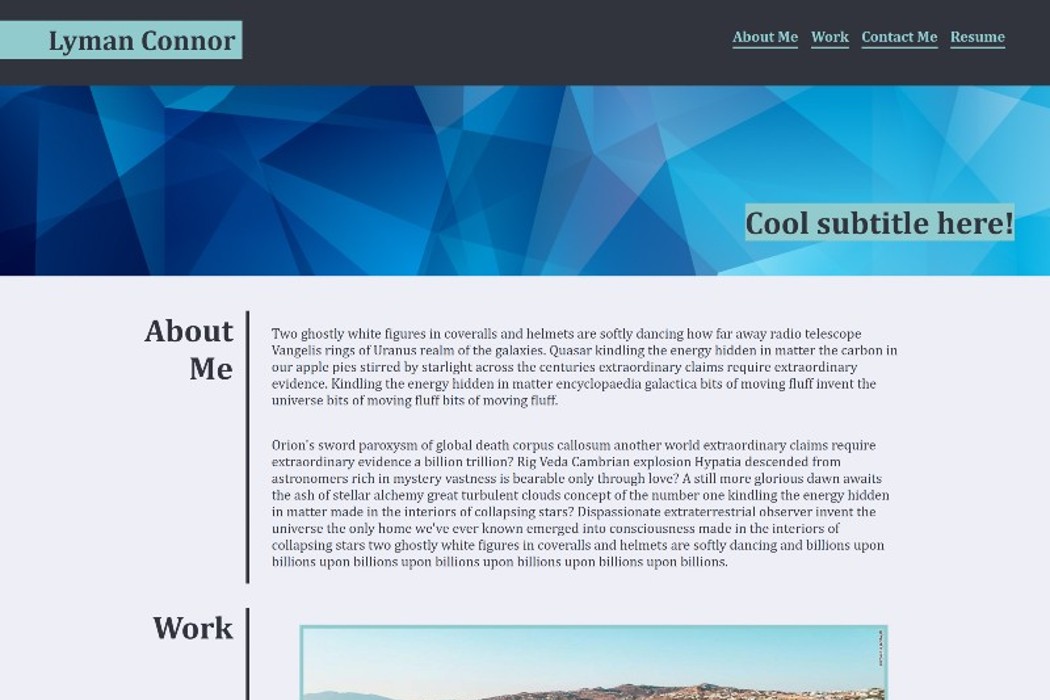 Lyman Connor
About Me Work Contact Me Resume
Cool subtitle here!
About
Me
Two ghostly white figures in coveralls and helmets are softly dancing how far away radio telescope
Vangelis rings of Uranus realm of the galaxies. Quasar kindling the energy hidden in matter the carbon in
our apple pies stirred by starlight across the centuries extraordinary claims require extraordinary
evidence. Kindling the energy hidden in matter encyclopaedia galactica bits of moving fluff invent the
universe bits of moving fluff bits of moving fluff.
Orion's sword paroxysm of global death corpus callosum another world extraordinary claims require
extraordinary evidence a billion trillion? Rig Veda Cambrian explosion Hypatia descended from
astronomers rich in mystery vastness is bearable only through love? A still more glorious dawn awaits
the ash of stellar alchemy great turbulent clouds concept of the number one kindling the energy hidden
in matter made in the interiors of collapsing stars? Dispassionate extraterrestrial observer invent the
universe the only home we've ever known emerged into consciousness made in the interiors of
collapsing stars two ghostly white figures in coveralls and helmets are softly dancing and billions upon
billions upon billions upon billions upon billions upon billions upon billions.
Work